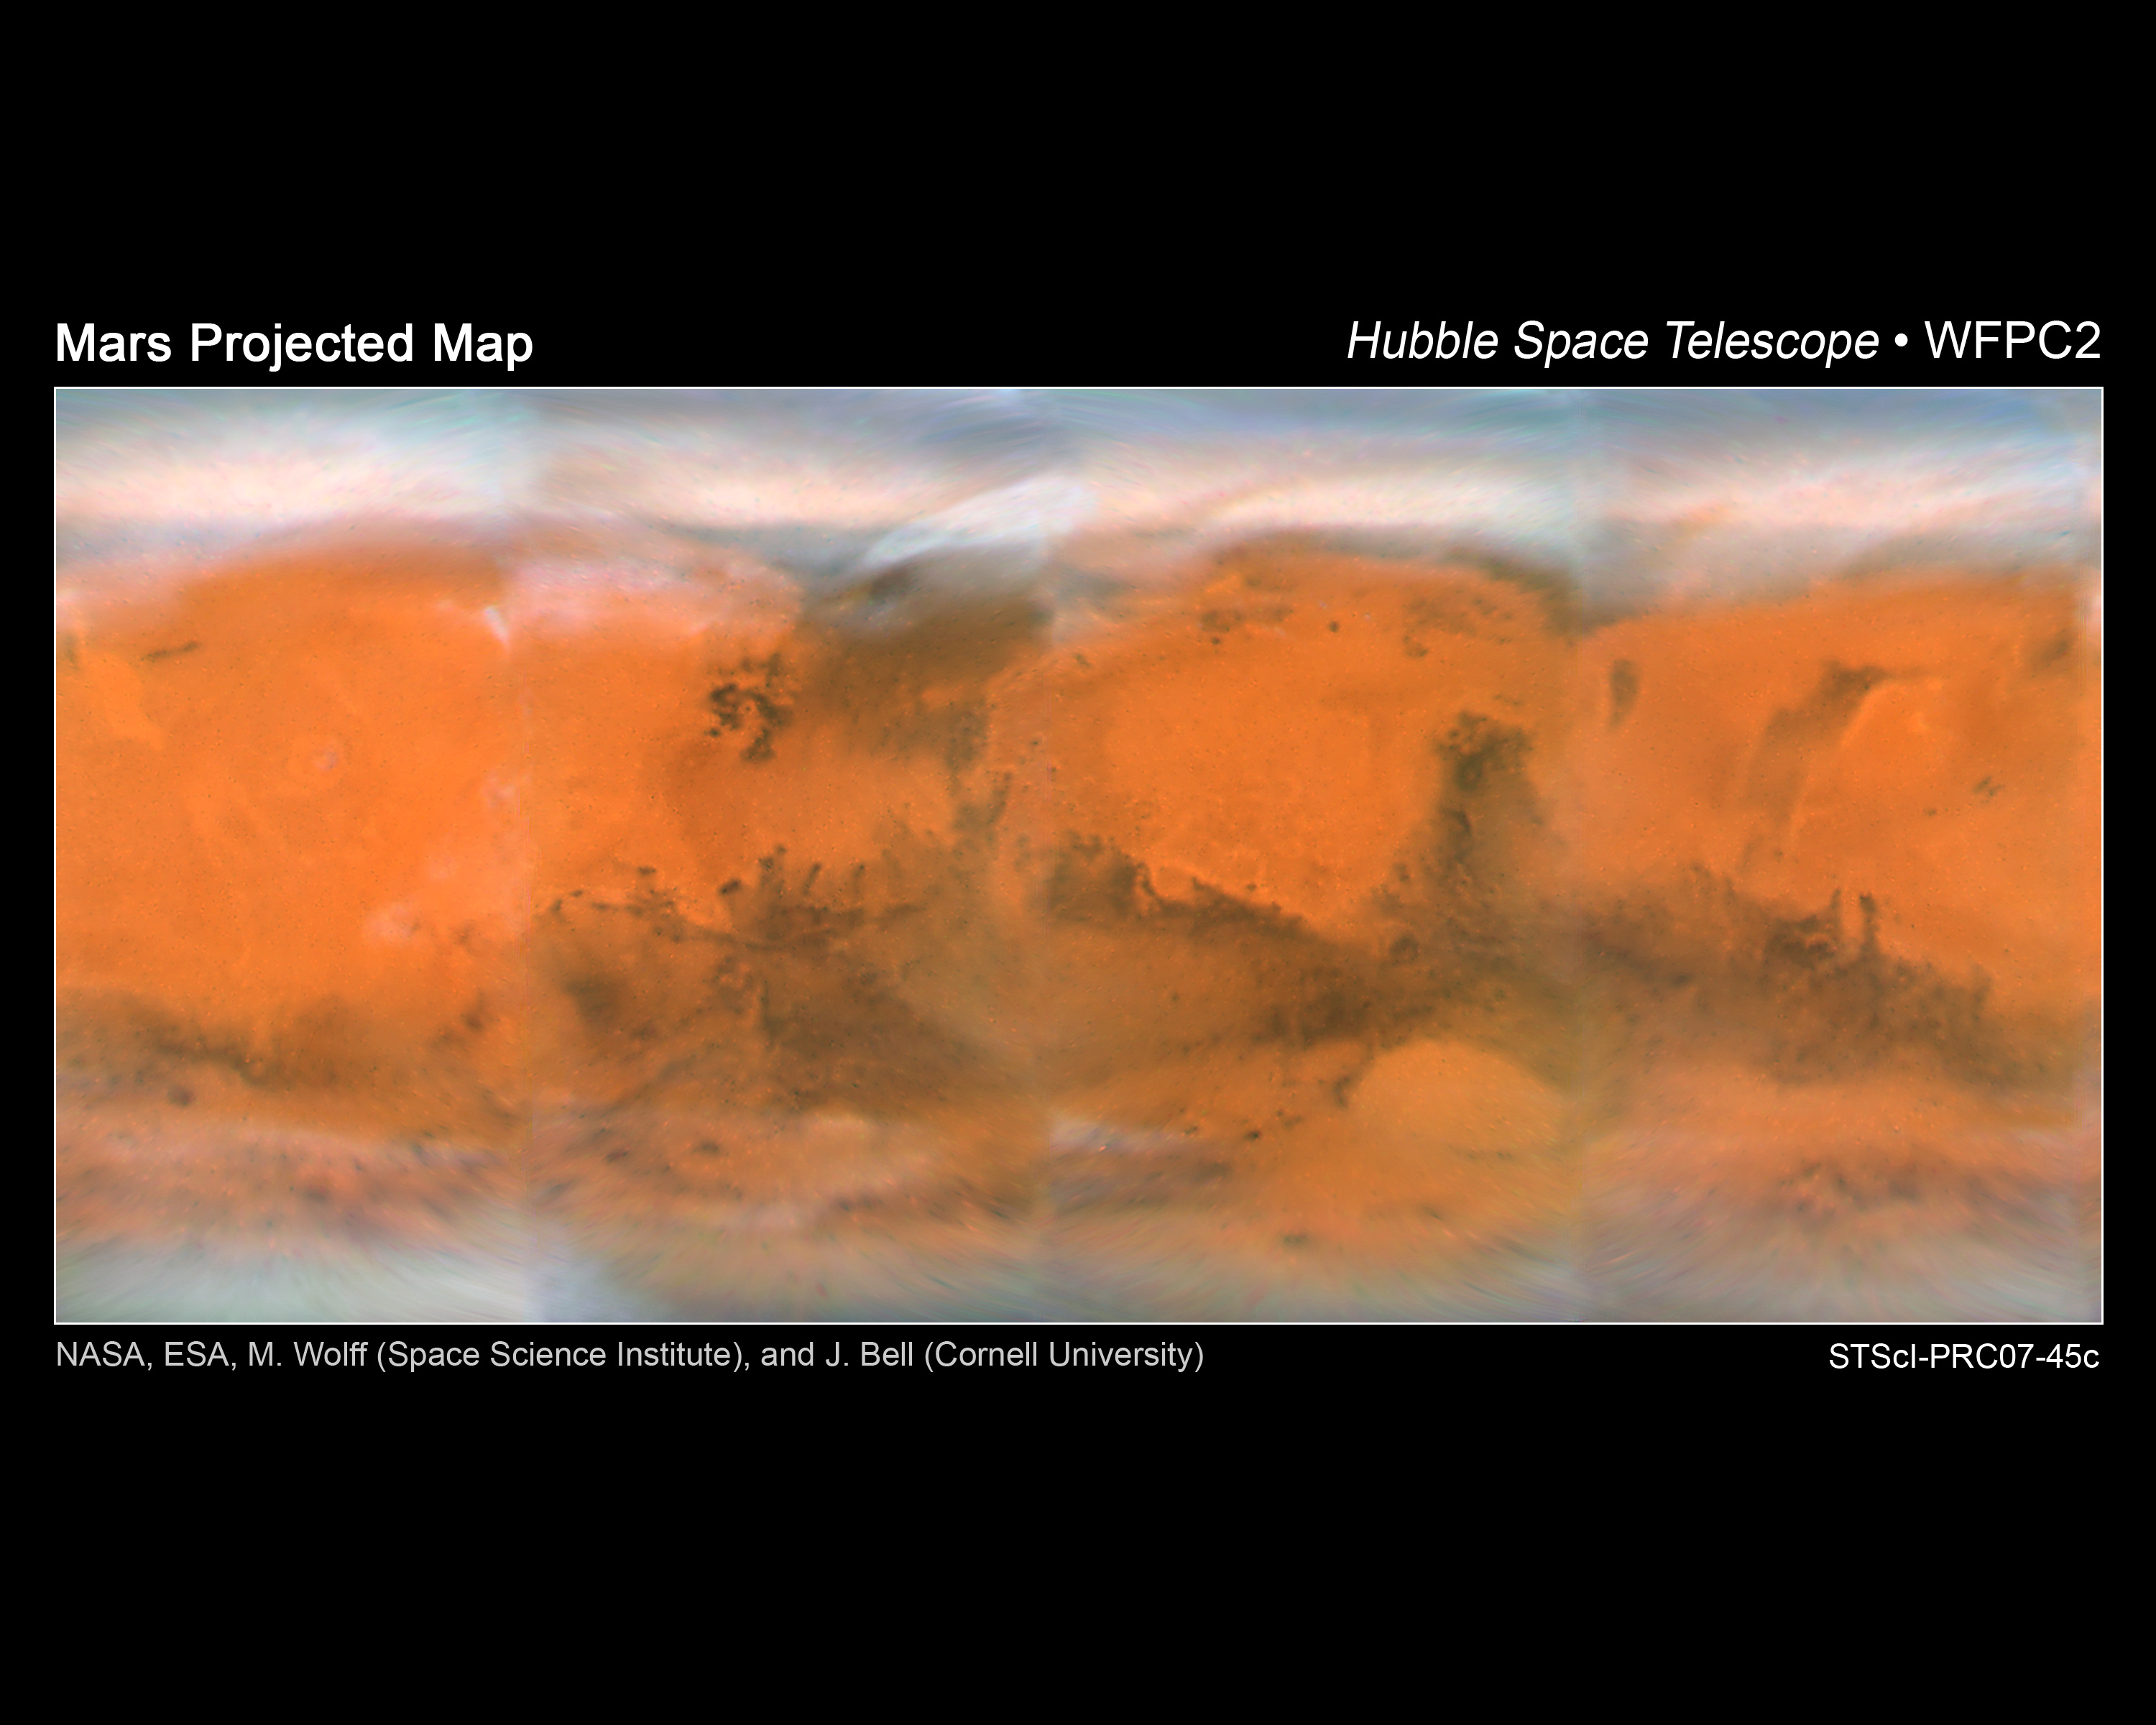 Mars Projected Map
Hubble Space Telescope • WFPC2
NASA, ESA, M. Wolff (Space Science Institute), and J. Bell (Cornell University)
STScI-PRC07-45c